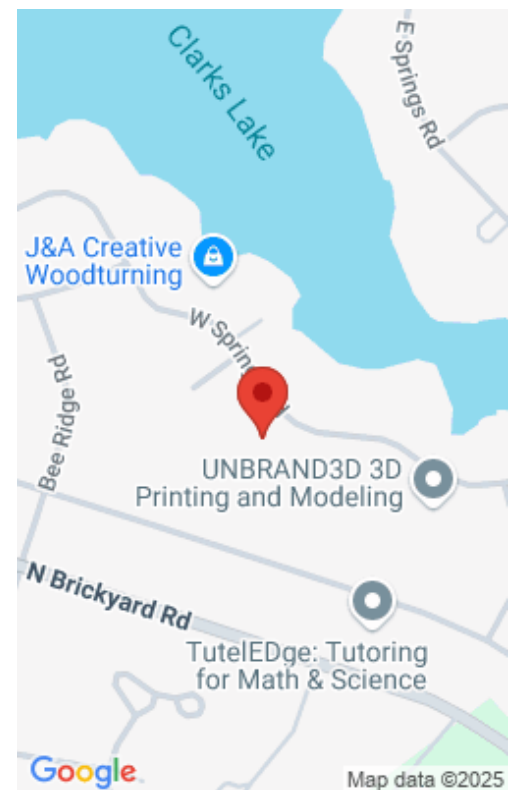 Clarks Lake
E Springs Rd
J&A Creative
Woodturning
W Spring
Bee Ridge Rd
UNBRAND3D 3D
Printing and Modeling
N Brickyard Rd
TutelEDge: Tutoring
for Math & Science
Google
Map data ©2025